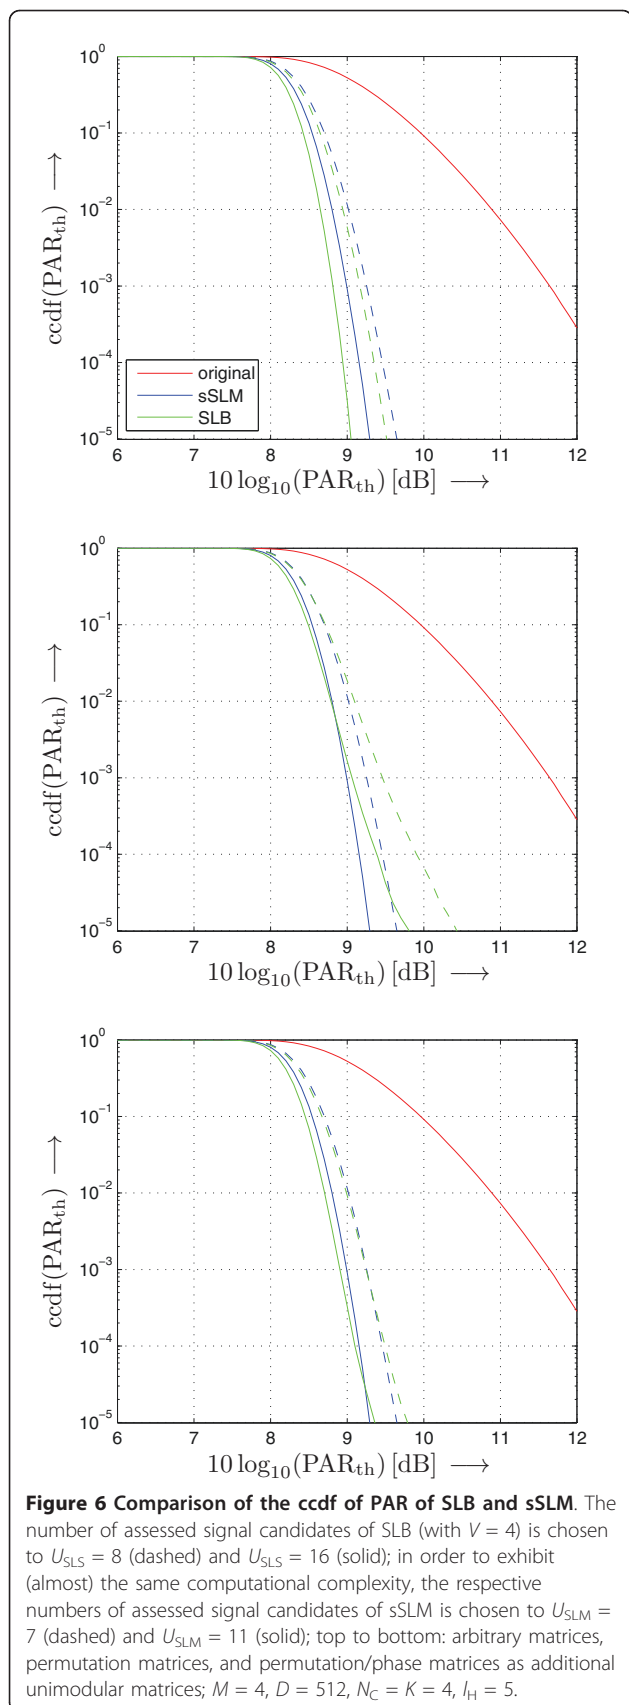 10⁰
10⁻¹
10⁻²
10⁻³
10⁻⁴
10⁻⁵
ccdf(PAR_th) ⟶
original
sSLM
SLB
6 7 8 9 10 11 12
10 log₁₀(PAR_th) [dB] ⟶
10⁰
10⁻¹
10⁻²
10⁻³
10⁻⁴
10⁻⁵
ccdf(PAR_th) ⟶
6 7 8 9 10 11 12
10 log₁₀(PAR_th) [dB] ⟶
10⁰
10⁻¹
10⁻²
10⁻³
10⁻⁴
10⁻⁵
ccdf(PAR_th) ⟶
6 7 8 9 10 11 12
10 log₁₀(PAR_th) [dB] ⟶
Figure 6 Comparison of the ccdf of PAR of SLB and sSLM. The
number of assessed signal candidates of SLB (with V = 4) is chosen
to U_SLS = 8 (dashed) and U_SLS = 16 (solid); in order to exhibit
(almost) the same computational complexity, the respective
numbers of assessed signal candidates of sSLM is chosen to U_SLM =
7 (dashed) and U_SLM = 11 (solid); top to bottom: arbitrary matrices,
permutation matrices, and permutation/phase matrices as additional
unimodular matrices; M = 4, D = 512, N_C = K = 4, I_H = 5.